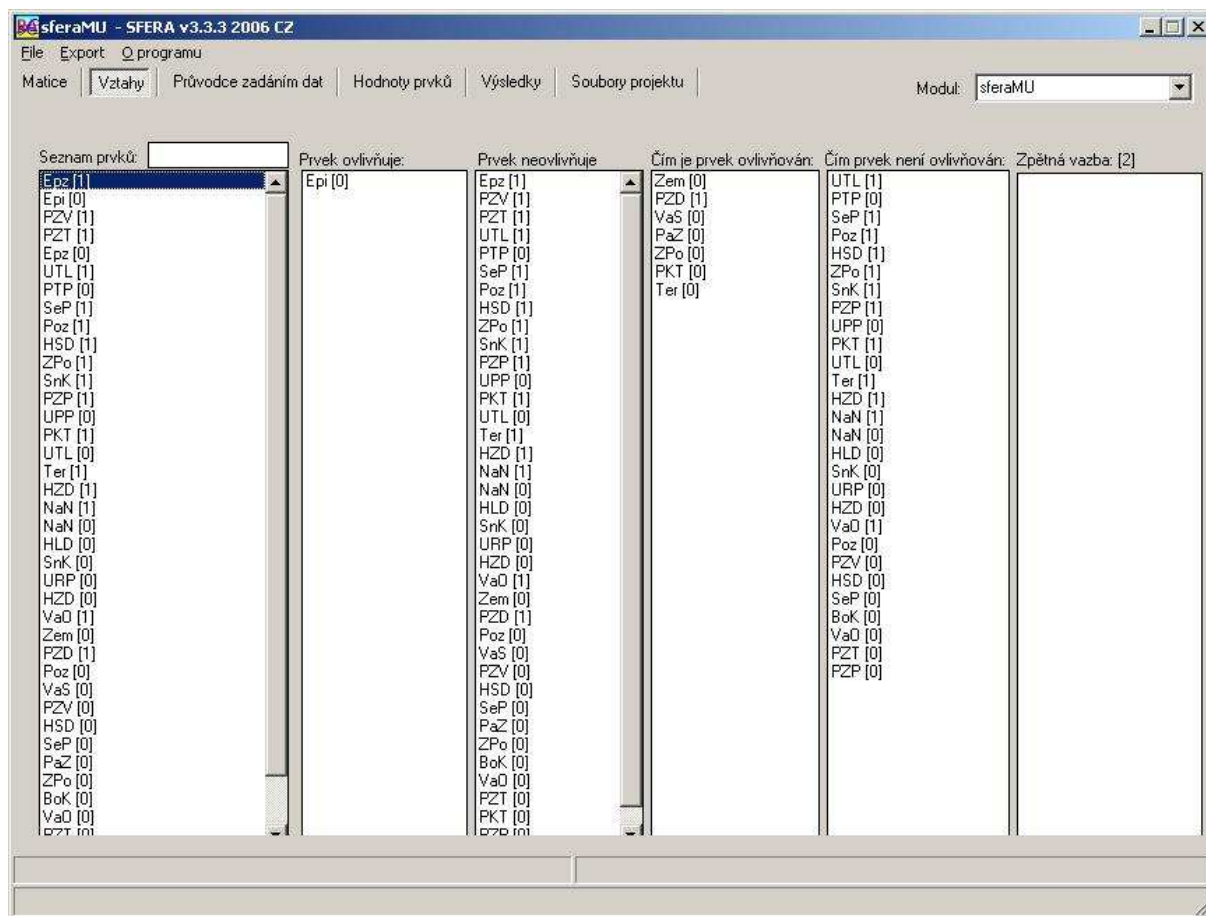 sferaMU - SFERA v3.3.3 2006 CZ
File Export O programu
Matice Vztahy Průvodce zadáním dat Hodnoty prvků Výsledky Soubory projektu
Modul: sferaMU
Seznam prvků:
Epz [1]
Epi [0]
PZV [1]
PZT [1]
Epz [0]
UTL [1]
PTP [0]
SeP [1]
Poz [1]
HSD [1]
ZPo [1]
SnK [1]
PZP [1]
UPP [0]
PKT [1]
UTL [0]
Ter [1]
HZD [1]
NaN [1]
NaN [0]
HLD [0]
SnK [0]
URP [0]
HZD [0]
VaO [1]
Zem [0]
PZD [1]
Poz [0]
VaS [0]
PZV [0]
HSD [0]
SeP [0]
PaZ [0]
ZPo [0]
BoK [0]
VaO [0]
PZT [0]
Prvek ovlivňuje:
Epi [0]
Prvek neovlivňuje
Epz [1]
PZV [1]
PZT [1]
UTL [1]
PTP [0]
SeP [1]
Poz [1]
HSD [1]
ZPo [1]
SnK [1]
PZP [1]
UPP [0]
PKT [1]
UTL [0]
Ter [1]
HZD [1]
NaN [1]
NaN [0]
HLD [0]
SnK [0]
URP [0]
HZD [0]
VaO [1]
Zem [0]
PZD [1]
Poz [0]
VaS [0]
PZV [0]
HSD [0]
SeP [0]
PaZ [0]
ZPo [0]
BoK [0]
VaO [0]
PZT [0]
PKT [0]
PZP [0]
Čím je prvek ovlivňován:
Zem [0]
PZD [1]
VaS [0]
PaZ [0]
ZPo [0]
PKT [0]
Ter [0]
Čím prvek není ovlivňován:
UTL [1]
PTP [0]
SeP [1]
Poz [1]
HSD [1]
ZPo [1]
SnK [1]
PZP [1]
UPP [0]
PKT [1]
UTL [0]
Ter [1]
HZD [1]
NaN [1]
NaN [0]
HLD [0]
SnK [0]
URP [0]
HZD [0]
VaO [1]
Poz [0]
PZV [0]
HSD [0]
SeP [0]
BoK [0]
VaO [0]
PZT [0]
PZP [0]
Zpětná vazba: [2]